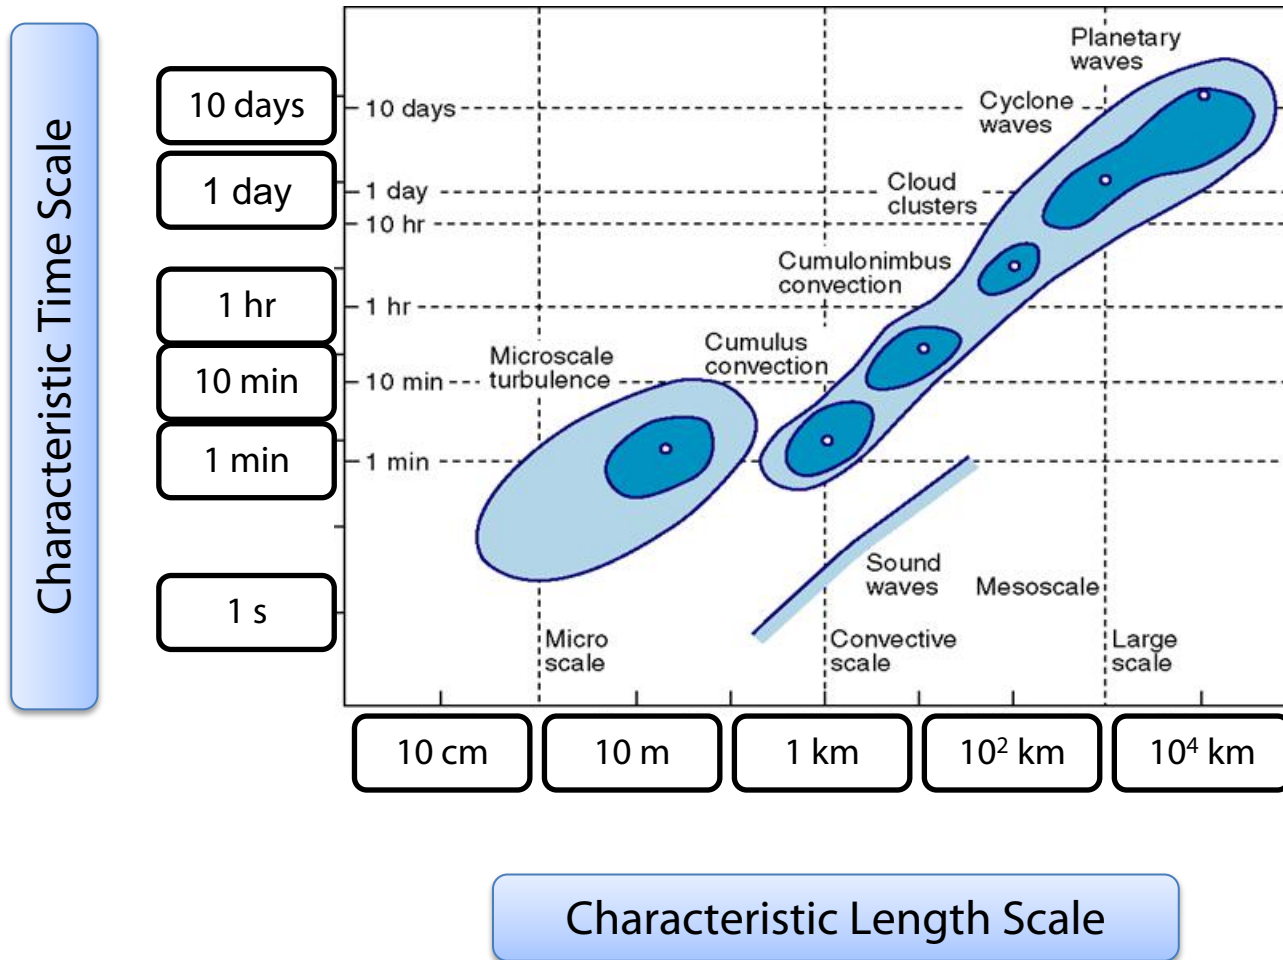 Characteristic Time Scale
10 days
1 day
1 hr
10 min
1 min
1 s
10 days
1 day
10 hr
1 hr
10 min
1 min
Planetary
waves
Cyclone
waves
Cloud
clusters
Cumulonimbus
convection
Cumulus
convection
Microscale
turbulence
Sound
waves
Mesoscale
Micro
scale
Convective
scale
Large
scale
10 cm
10 m
1 km
10² km
10⁴ km
Characteristic Length Scale